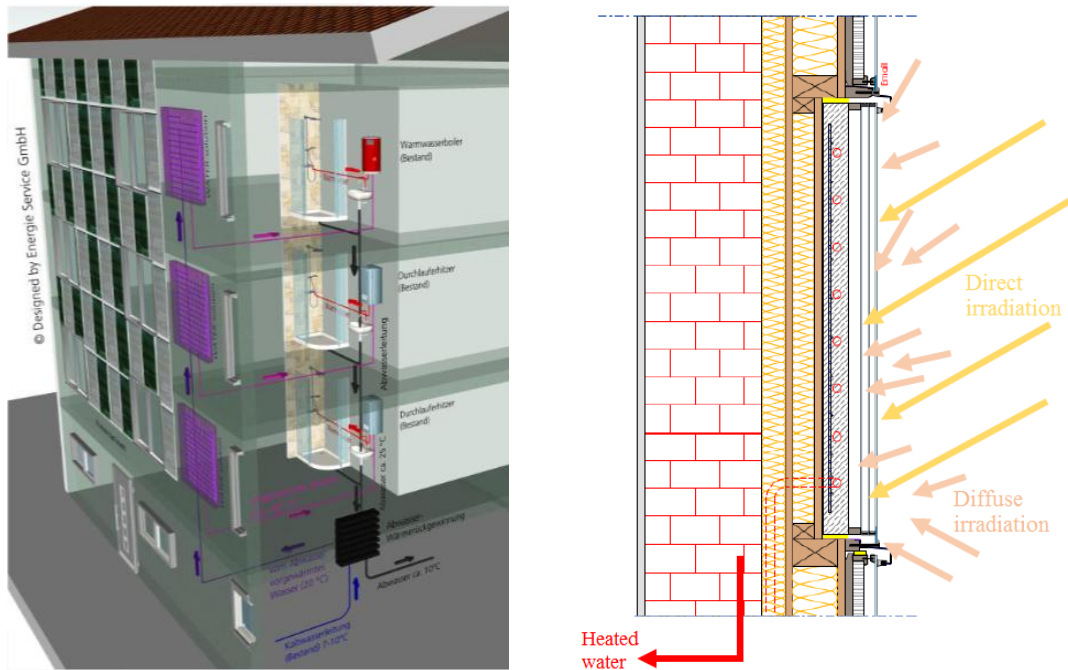 © Designed by Energie Service GmbH
Warmwasserboiler
(Bestand)
Durchlauferhitzer
(Bestand)
Abwasserleitung
Durchlauferhitzer
(Bestand)
Abwasser ca. 25 °C
Abwasser-
Wärmerückgewinnung
Abwasser ca. 10°C
vom Abwasser
vorgewärmtes
Wasser (20 °C)
Kaltwasserleitung
(Bestand) 7-10°C
Direct
irradiation
Diffuse
irradiation
Heated
water